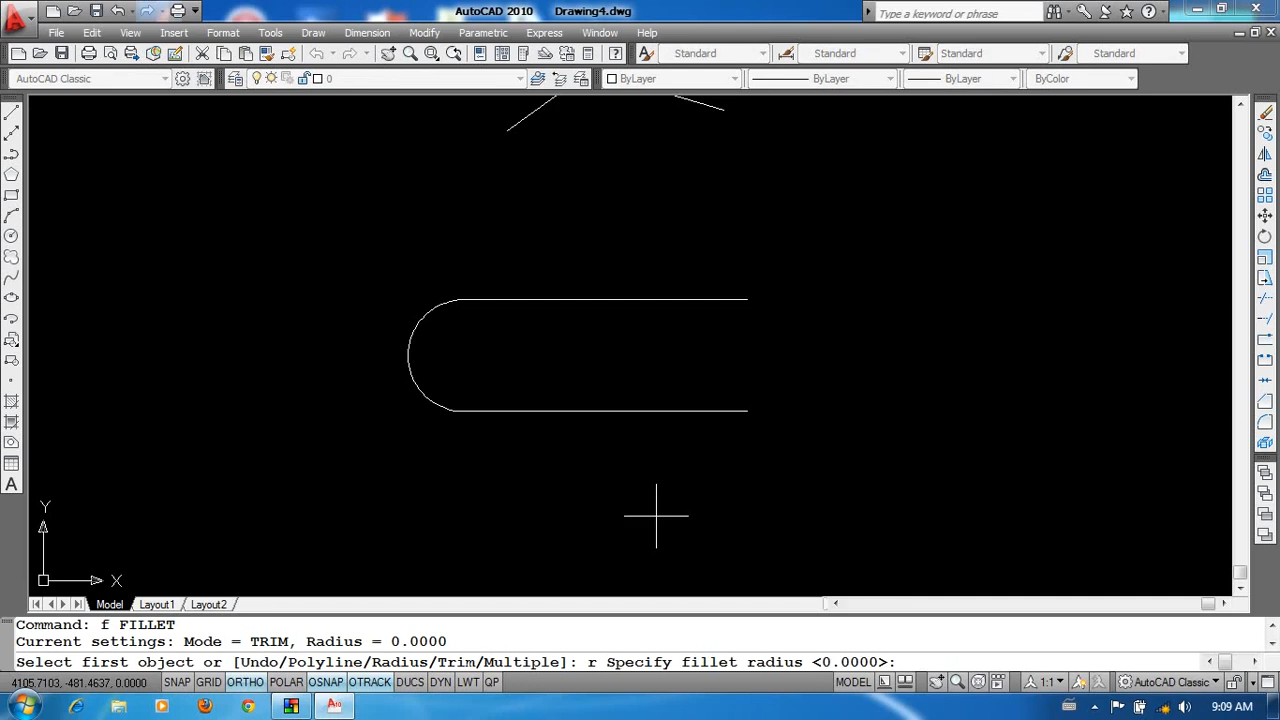 AutoCAD 2010 Drawing4.dwg
Type a keyword or phrase
File Edit View Insert Format Tools Draw Dimension Modify Parametric Express Window Help
Standard Standard Standard Standard
AutoCAD Classic 0 ByLayer ByLayer ByLayer ByColor
A
Y
X
Model Layout1 Layout2
Command: f FILLET
Current settings: Mode = TRIM, Radius = 0.0000
Select first object or [Undo/Polyline/Radius/Trim/Multiple]: r Specify fillet radius <0.0000>:
4105.7103, -481.4637, 0.0000 SNAP GRID ORTHO POLAR OSNAP OTRACK DUCS DYN LWT QP MODEL 1:1 AutoCAD Classic
9:09 AM